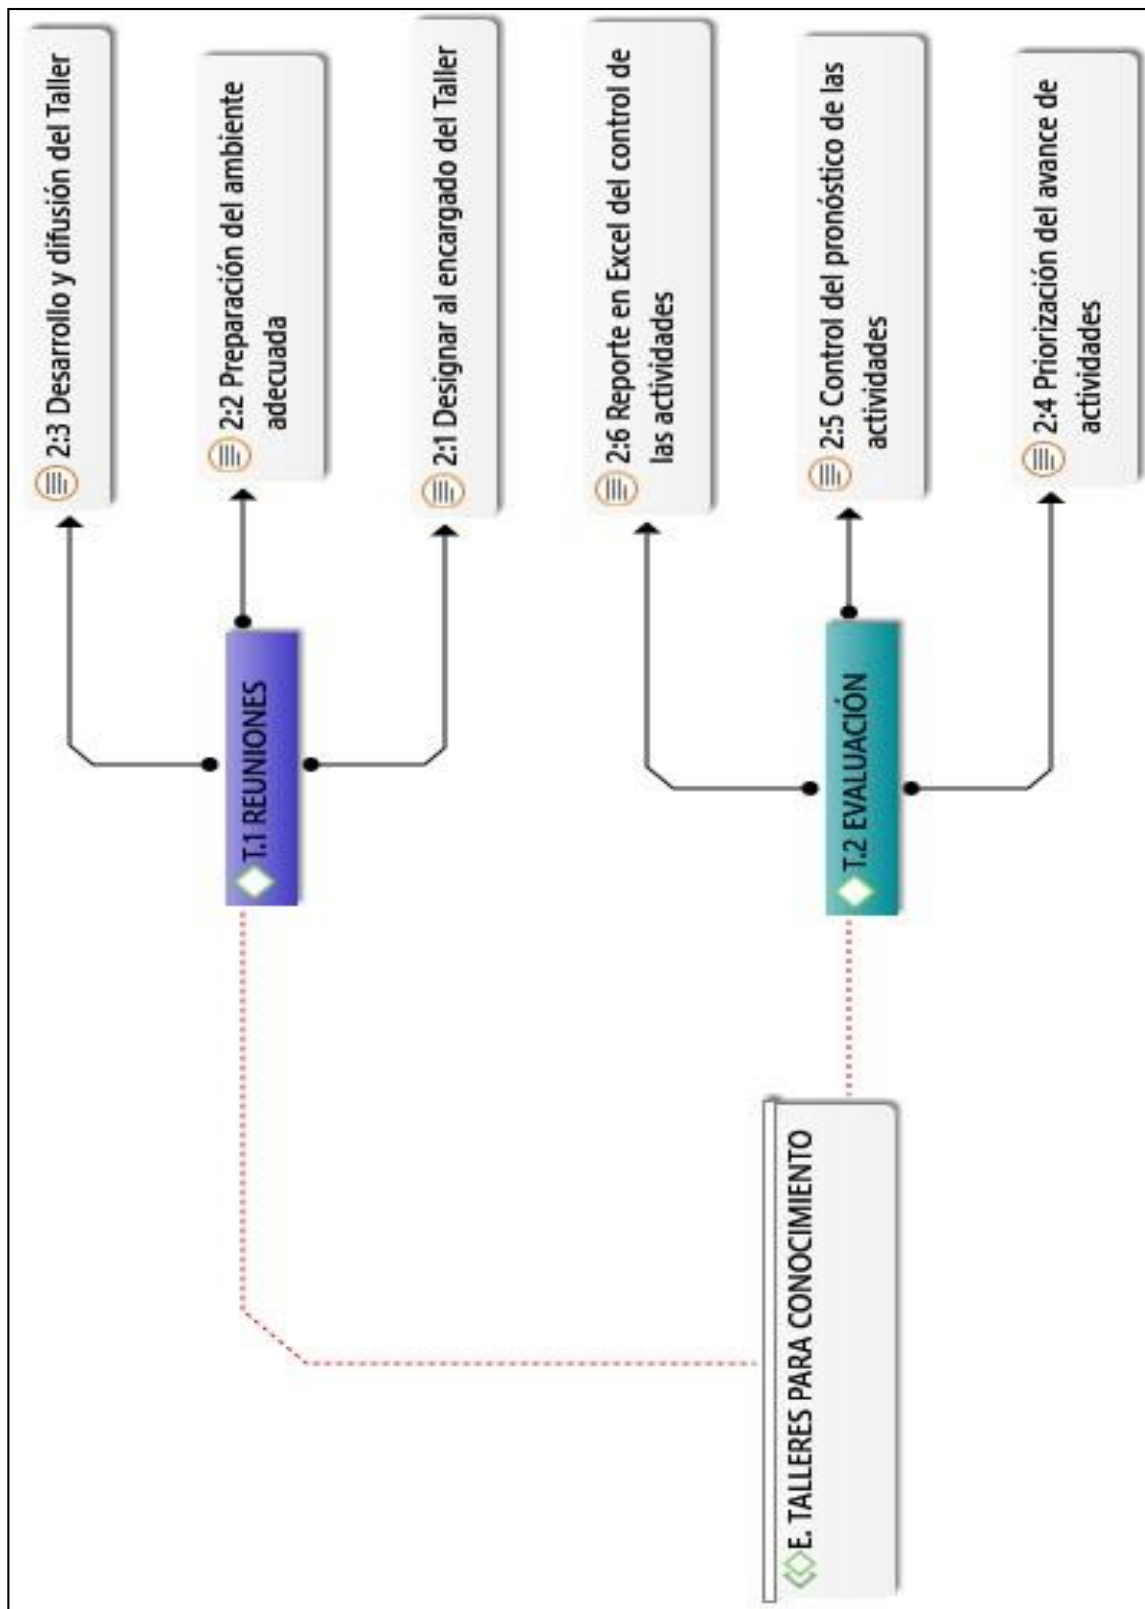 E. TALLERES PARA CONOCIMIENTO
T.1 REUNIONES
2:3 Desarrollo y difusión del Taller
2:2 Preparación del ambiente
adecuada
2:1 Designar al encargado del Taller
T.2 EVALUACIÓN
2:6 Reporte en Excel del control de
las actividades
2:5 Control del pronóstico de las
actividades
2:4 Priorización del avance de
actividades